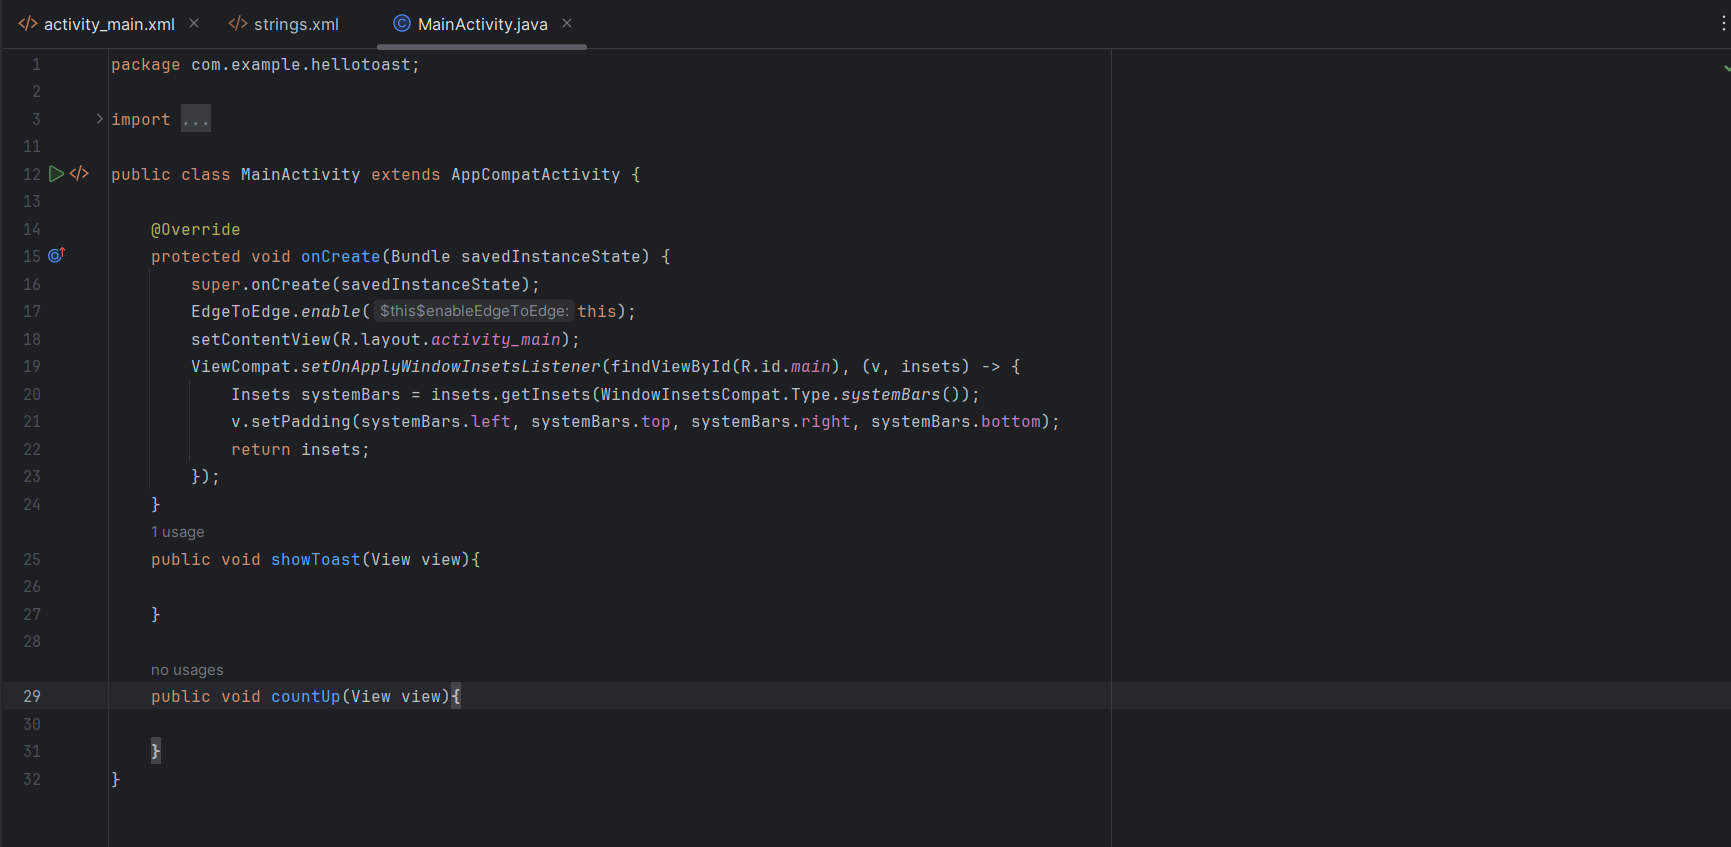 activity_main.xml strings.xml MainActivity.java
1 package com.example.hellotoast;
2
3 import ...
11
12 public class MainActivity extends AppCompatActivity {
13
14 @Override
15 protected void onCreate(Bundle savedInstanceState) {
16 super.onCreate(savedInstanceState);
17 EdgeToEdge.enable( $this$enableEdgeToEdge: this);
18 setContentView(R.layout.activity_main);
19 ViewCompat.setOnApplyWindowInsetsListener(findViewById(R.id.main), (v, insets) -> {
20 Insets systemBars = insets.getInsets(WindowInsetsCompat.Type.systemBars());
21 v.setPadding(systemBars.left, systemBars.top, systemBars.right, systemBars.bottom);
22 return insets;
23 });
24 }
1 usage
25 public void showToast(View view){
26
27 }
28
no usages
29 public void countUp(View view){
30
31 }
32 }